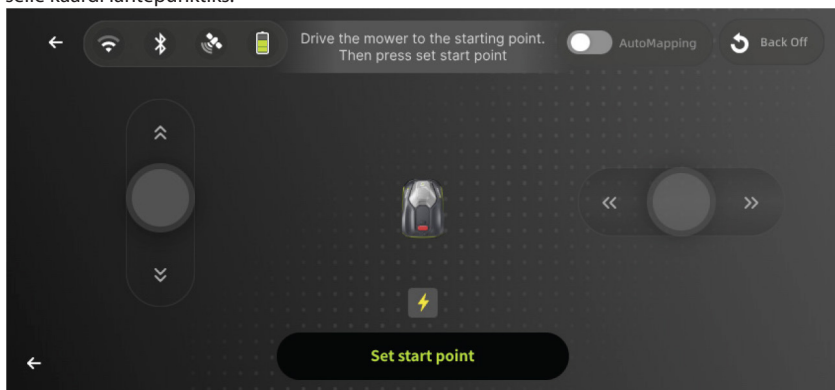 selle kaardi lähtepunktiks.
Drive the mower to the starting point.
Then press set start point
AutoMapping
Back Off
Set start point